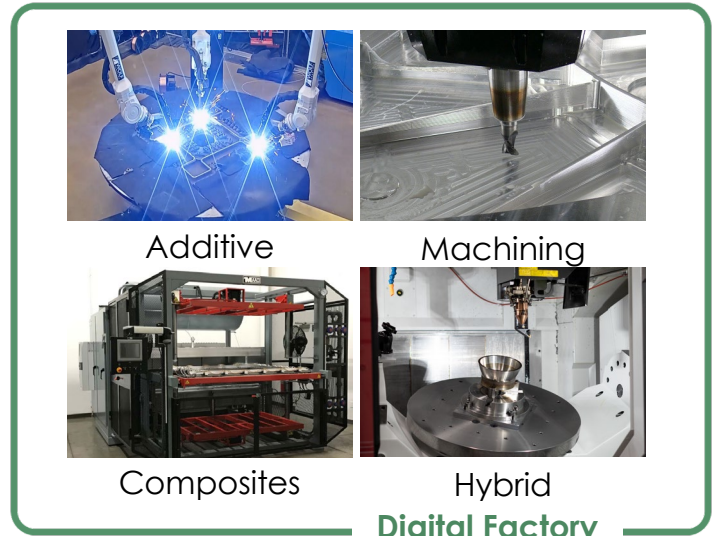 Additive
Machining
Composites
Hybrid
Digital Factory